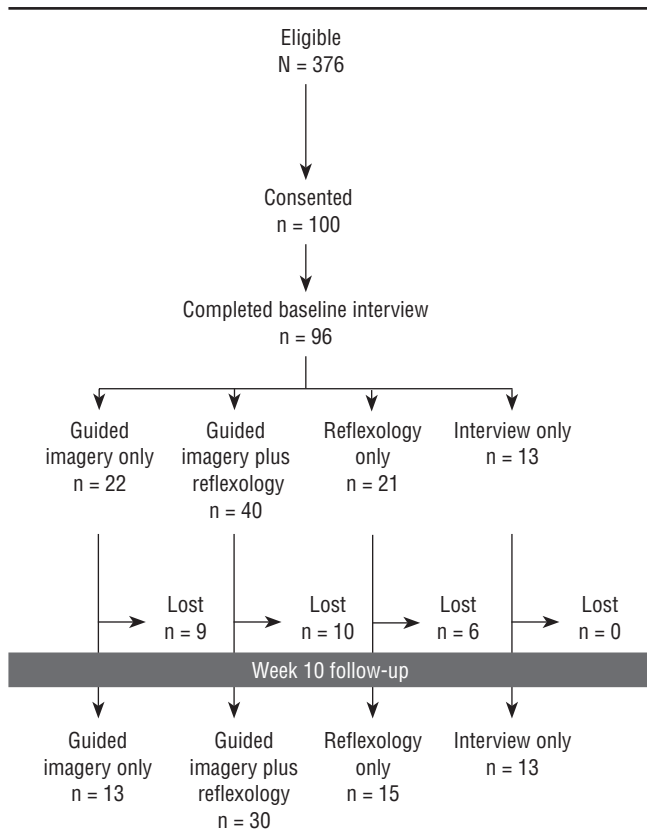 Eligible
N = 376
Consented
n = 100
Completed baseline interview
n = 96
Guided
imagery only
n = 22
Guided
imagery plus
reflexology
n = 40
Reflexology
only
n = 21
Interview only
n = 13
Lost
n = 9
Lost
n = 10
Lost
n = 6
Lost
n = 0
Week 10 follow-up
Guided
imagery only
n = 13
Guided
imagery plus
reflexology
n = 30
Reflexology
only
n = 15
Interview only
n = 13